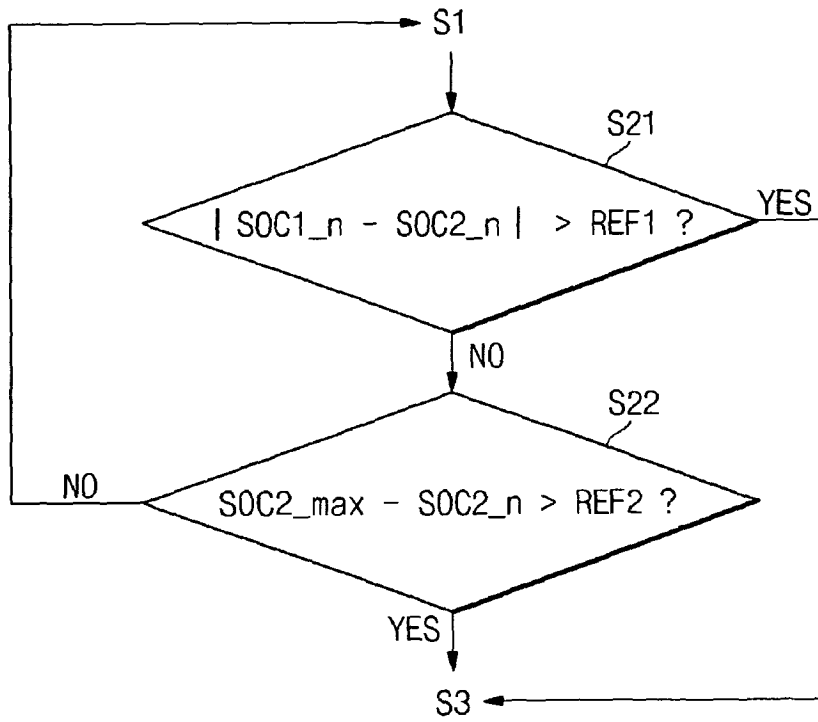 S1
S21
| SOC1_n - SOC2_n | > REF1 ?
YES
NO
S22
SOC2_max - SOC2_n > REF2 ?
NO
YES
S3